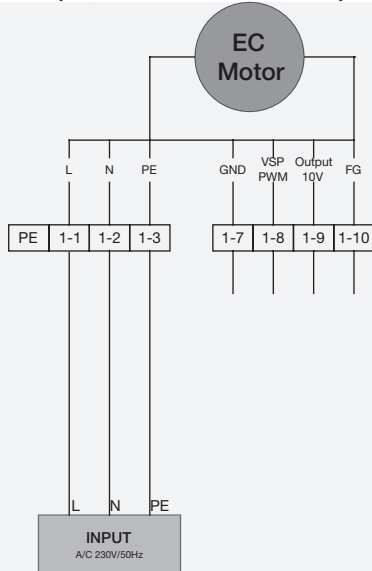 EC
Motor
L N PE GND VSP PWM Output 10V FG
PE 1-1 1-2 1-3 1-7 1-8 1-9 1-10
L N PE
INPUT
A/C 230V/50Hz